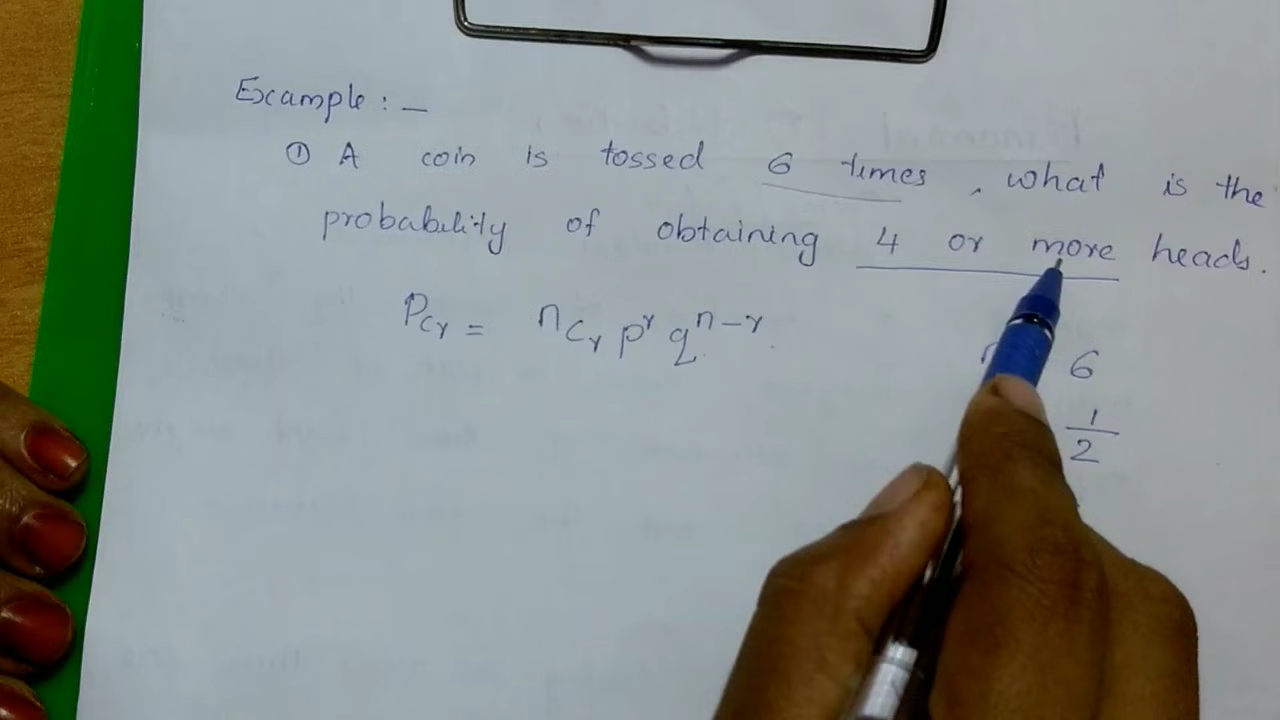 Example : —
① A coin is tossed 6 times, what is the
probability of obtaining 4 or more heads.
Pcr = ncr p^r q^n-r
6
1/2